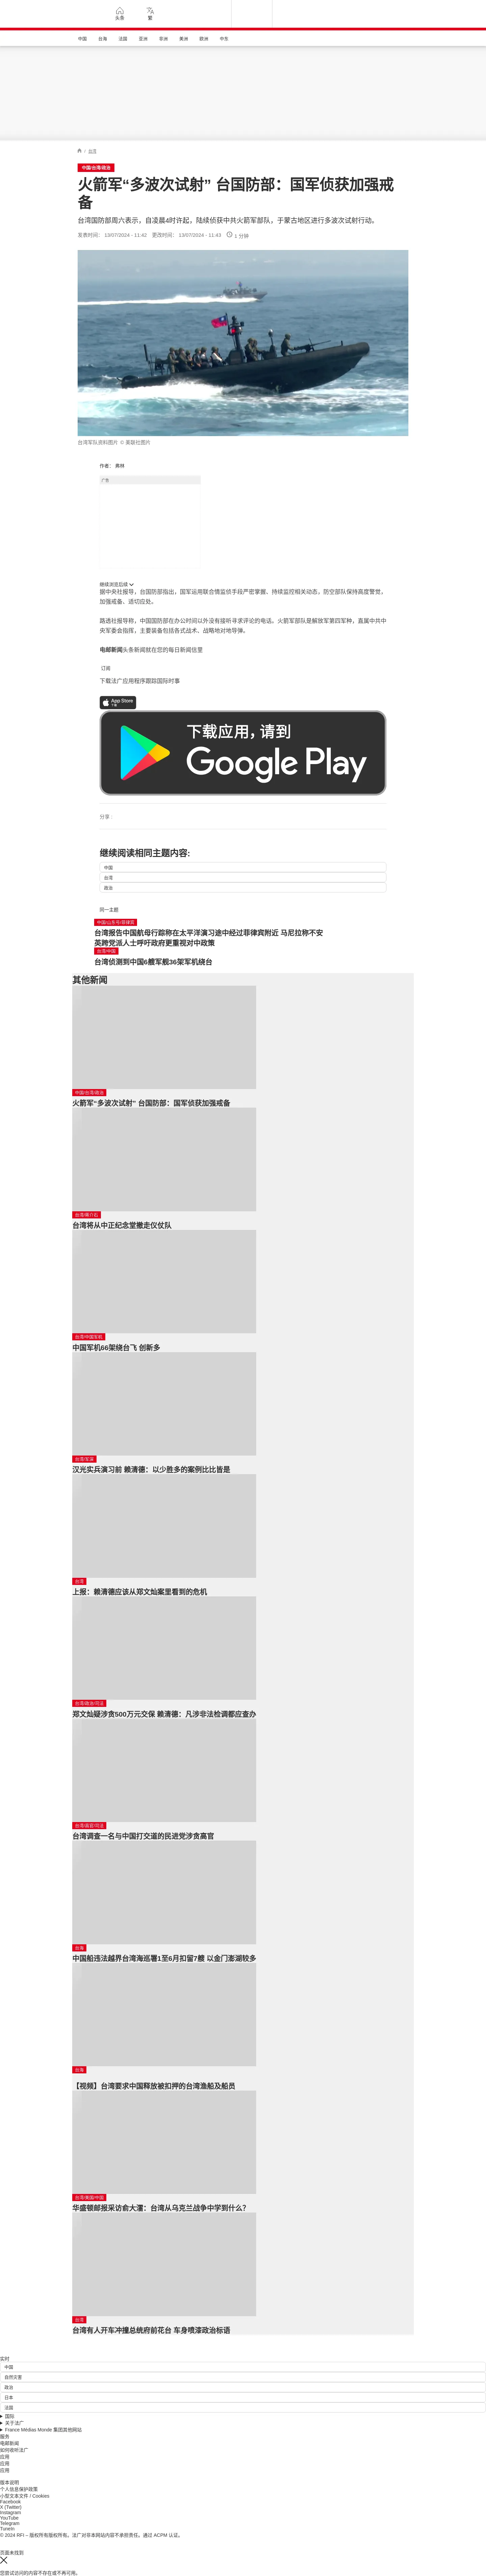 头条
繁
中国
台海
法国
亚洲
非洲
美洲
欧洲
中东
/
台湾
中国/台湾/政治
火箭军“多波次试射” 台国防部：国军侦获加强戒
备
台湾国防部周六表示，自凌晨4时许起，陆续侦获中共火箭军部队，于蒙古地区进行多波次试射行动。
发表时间： 13/07/2024 - 11:42
更改时间： 13/07/2024 - 11:43
1 分钟
台湾军队资料图片 © 美联社图片
作者： 弗林
广告
继续浏览后续
据中央社报导，台国防部指出，国军运用联合情监侦手段严密掌握、持续监控相关动态，防空部队保持高度警觉，
加强戒备、适切应处。
路透社报导称，中国国防部在办公时间以外没有接听寻求评论的电话。火箭军部队是解放军第四军种，直属中共中
央军委会指挥，主要装备包括各式战术、战略地对地导弹。
电邮新闻头条新闻就在您的每日新闻信里
订阅
下载法广应用程序跟踪国际时事
App Store
下载
下载应用，请到
Google Play
分享 :
继续阅读相同主题内容:
中国
台湾
政治
同一主题
中国/山东号/菲律宾
台湾报告中国航母行踪称在太平洋演习途中经过菲律宾附近 马尼拉称不安
英跨党派人士呼吁政府更重视对中政策
台湾/中国
台湾侦测到中国6艘军舰36架军机绕台
其他新闻
中国/台湾/政治
火箭军“多波次试射” 台国防部：国军侦获加强戒备
台湾/蒋介石
台湾将从中正纪念堂撤走仪仗队
台湾/中国军机
中国军机66架绕台飞 创新多
台湾/军演
汉光实兵演习前 赖清德：以少胜多的案例比比皆是
台湾
上报：赖清德应该从郑文灿案里看到的危机
台湾/政治/司法
郑文灿疑涉贪500万元交保 赖清德：凡涉非法检调都应查办
台湾/高官/司法
台湾调查一名与中国打交道的民进党涉贪高官
台海
中国船违法越界台湾海巡署1至6月扣留7艘 以金门澎湖较多
台海
【视频】台湾要求中国释放被扣押的台湾渔船及船员
台湾/美国/中国
华盛顿邮报采访俞大㵢：台湾从乌克兰战争中学到什么？
台湾
台湾有人开车冲撞总统府前花台 车身喷漆政治标语
实时
中国
自然灾害
政治
日本
法国
国际
关于法广
France Médias Monde 集团其他网站
服务
电邮新闻
如何收听法广
应用
应用
应用
版本说明
个人信息保护政策
小型文本文件 / Cookies
Facebook
X (Twitter)
Instagram
YouTube
Telegram
TuneIn
© 2024 RFI – 版权所有版权所有。法广对非本网站内容不承担责任。通过 ACPM 认证。
页面未找到
您尝试访问的内容不存在或不再可用。